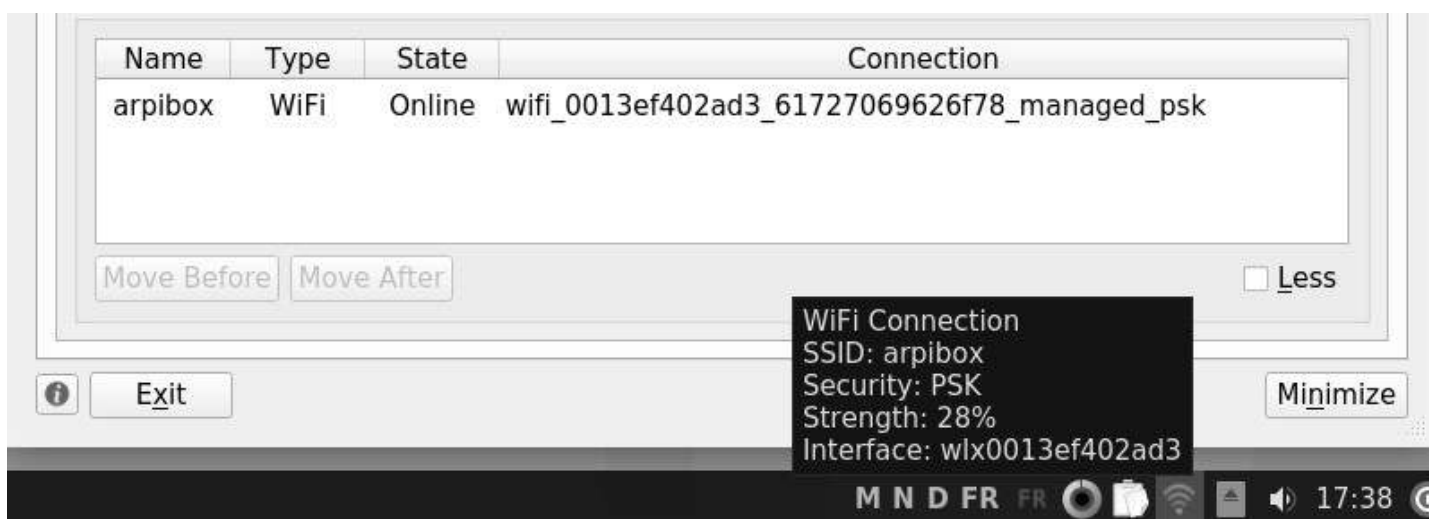 Name Type State Connection
arpibox WiFi Online wifi_0013ef402ad3_61727069626f78_managed_psk
Move Before Move After Less
WiFi Connection
SSID: arpibox
Security: PSK
Strength: 28%
Interface: wlx0013ef402ad3
Exit Minimize
M N D FR FR 17:38